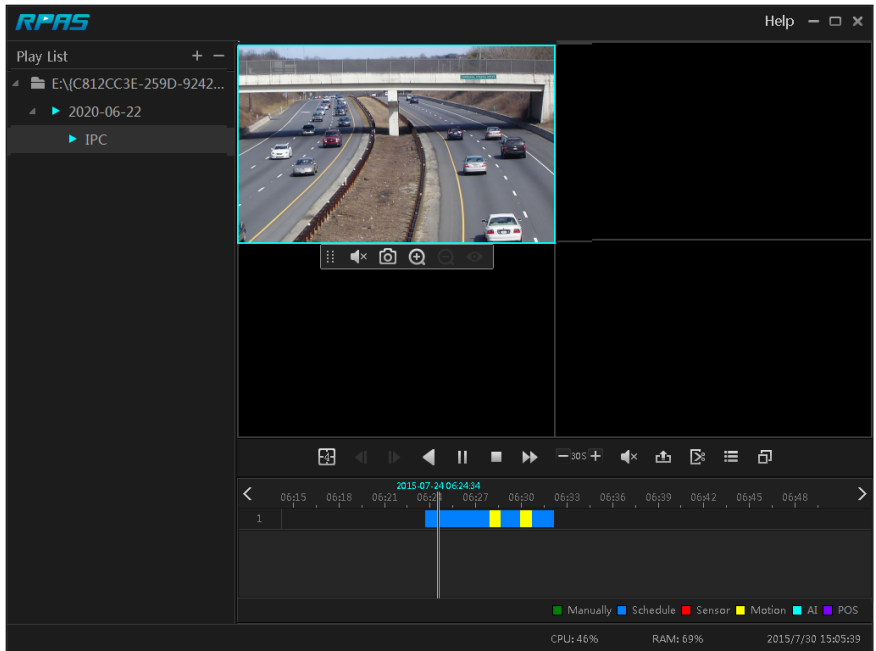 RPAS
Help
Play List
E:\{C812CC3E-259D-9242...
2020-06-22
IPC
4
30S
2015-07-24 06:24:34
06:15 06:18 06:21 06:24 06:27 06:30 06:33 06:36 06:39 06:42 06:45 06:48
1
Manually Schedule Sensor Motion AI POS
CPU: 46% RAM: 69% 2015/7/30 15:05:39